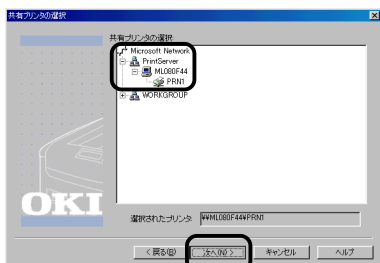 共有プリンタの選択
共有プリンタの選択
Microsoft Network
PrintServer
ML080F44
PRN1
WORKGROUP
OKI
選択されたプリンタ ¥¥ML080F44¥PRN1
< 戻る(B) 次へ(N) > キャンセル ヘルプ